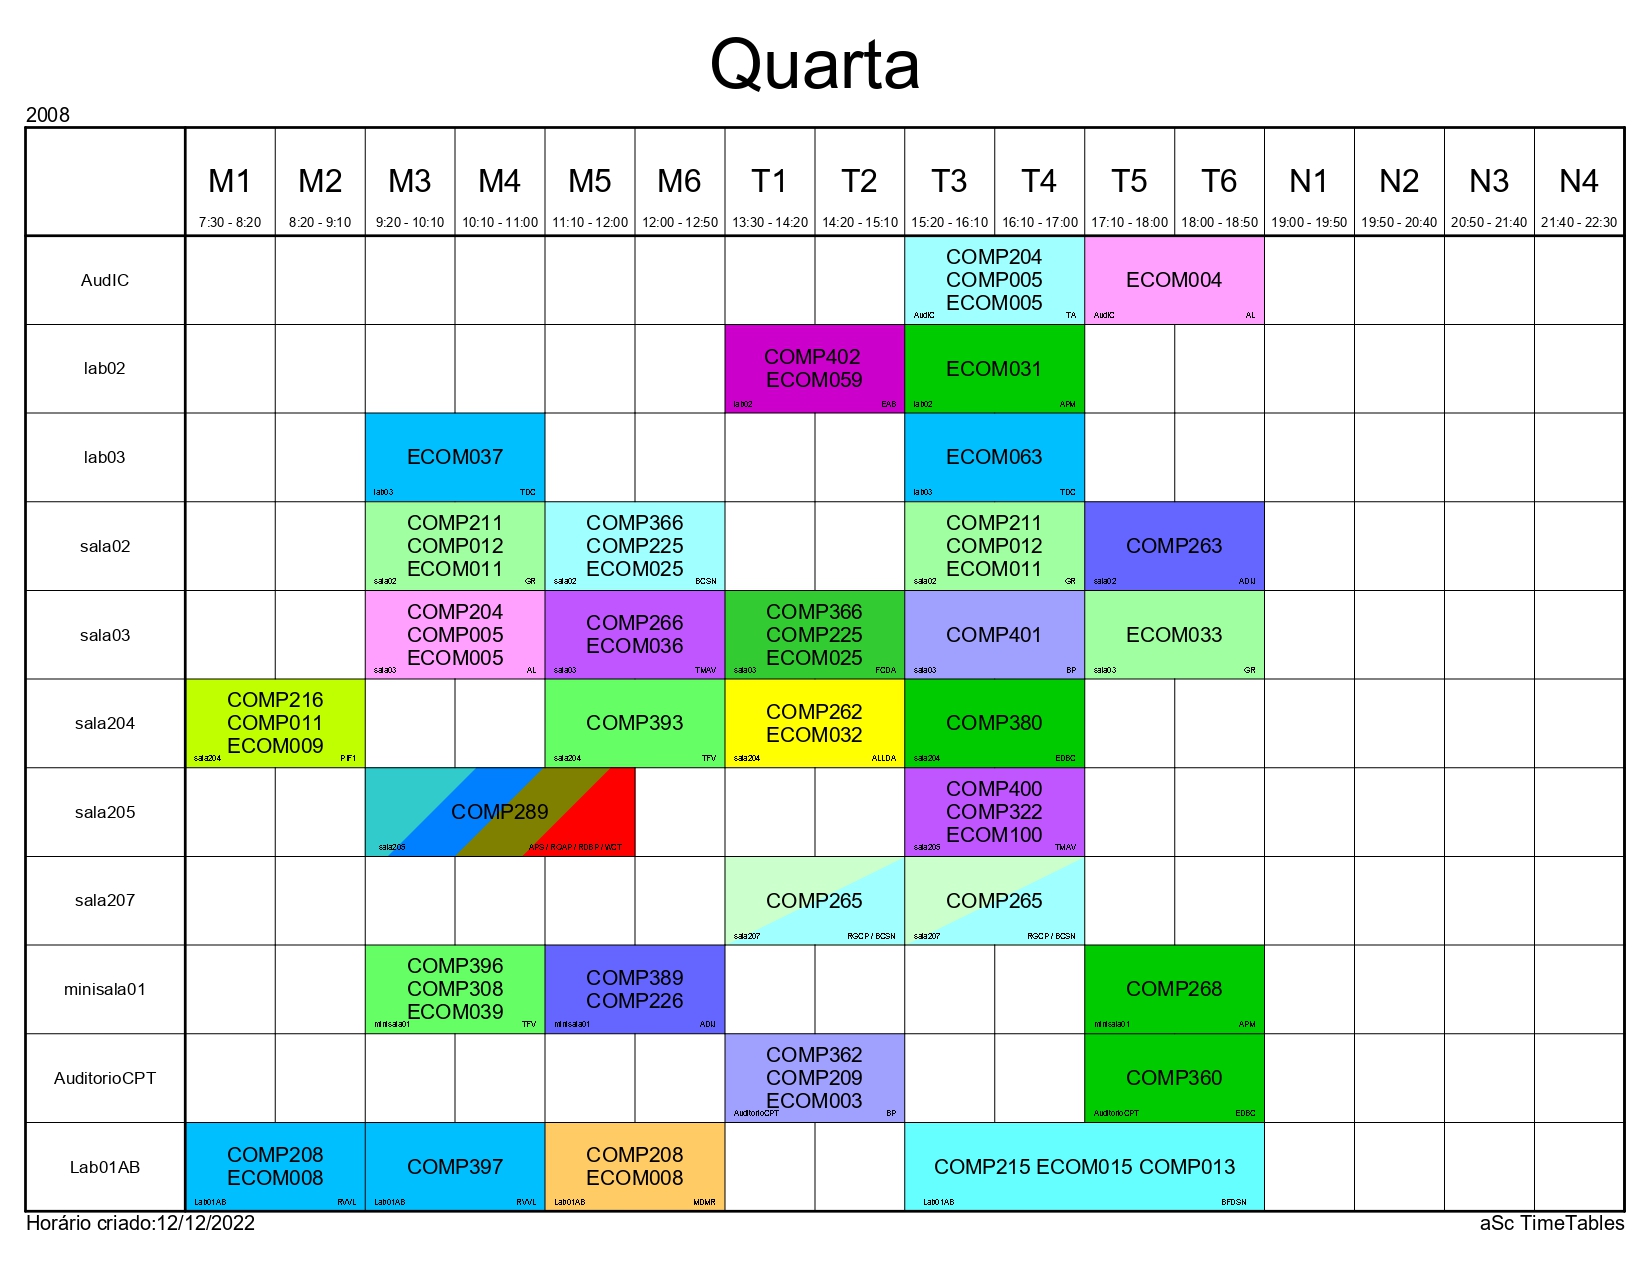 Quarta
2008
M1 M2 M3 M4 M5 M6 T1 T2 T3 T4 T5 T6 N1 N2 N3 N4
7:30 - 8:20 8:20 - 9:10 9:20 - 10:10 10:10 - 11:00 11:10 - 12:00 12:00 - 12:50 13:30 - 14:20 14:20 - 15:10 15:20 - 16:10 16:10 - 17:00 17:10 - 18:00 18:00 - 18:50 19:00 - 19:50 19:50 - 20:40 20:50 - 21:40 21:40 - 22:30
AudIC
COMP204
COMP005
ECOM005
AudIC TA
ECOM004
AudIC AL
lab02
COMP402
ECOM059
lab02 EAB
ECOM031
lab02 APM
lab03
ECOM037
lab03 TDC
ECOM063
lab03 TDC
sala02
COMP211
COMP012
ECOM011
sala02 GR
COMP366
COMP225
ECOM025
sala02 BCSN
COMP211
COMP012
ECOM011
sala02 GR
COMP263
sala02
sala03
COMP204
COMP005
ECOM005
sala03 AL
COMP266
ECOM036
sala03 TMAV
COMP366
COMP225
ECOM025
sala03 FCDA
COMP401
sala03 BP
ECOM033
sala03 GR
sala204
COMP216
COMP011
ECOM009
sala204 PIF1
COMP393
sala204 TFV
COMP262
ECOM032
sala204 ALLDA
COMP380
sala204 EDBC
sala205
COMP289
sala205
COMP400
COMP322
ECOM100
sala205 TMAV
sala207
COMP265
sala207 RGCP / BCSN
COMP265
sala207 RGCP / BCSN
minisala01
COMP396
COMP308
ECOM039
minisala01 TFV
COMP389
COMP226
minisala01
COMP268
minisala01 APM
AuditorioCPT
COMP362
COMP209
ECOM003
AuditorioCPT BP
COMP360
AuditorioCPT EDBC
Lab01AB
COMP208
ECOM008
Lab01AB
COMP397
Lab01AB
COMP208
ECOM008
Lab01AB MDMR
COMP215 ECOM015 COMP013
Lab01AB BFDSN
Horário criado:12/12/2022
aSc TimeTables